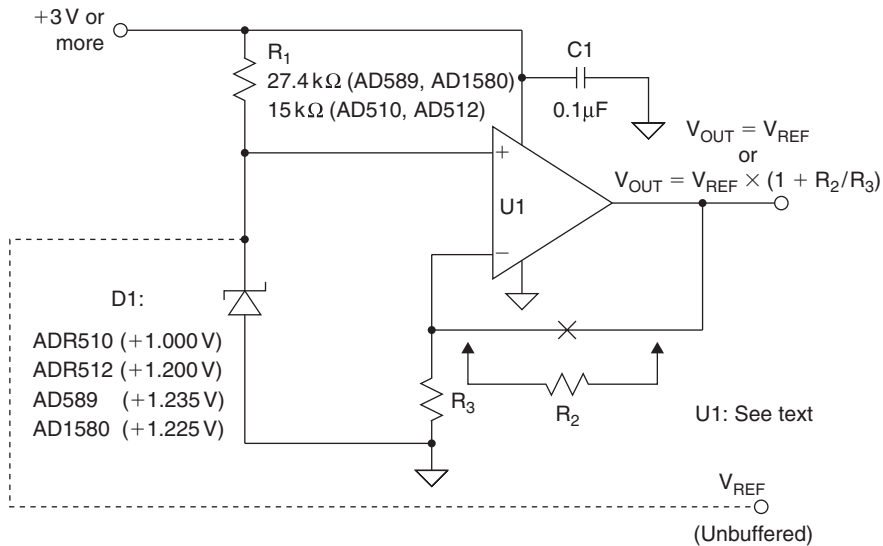 +3 V or
more
R1
27.4 kΩ (AD589, AD1580)
15 kΩ (AD510, AD512)
C1
0.1μF
VOUT = VREF
or
VOUT = VREF × (1 + R2/R3)
+
U1
−
D1:
ADR510 (+1.000 V)
ADR512 (+1.200 V)
AD589 (+1.235 V)
AD1580 (+1.225 V)
R3
R2
U1: See text
VREF
(Unbuffered)